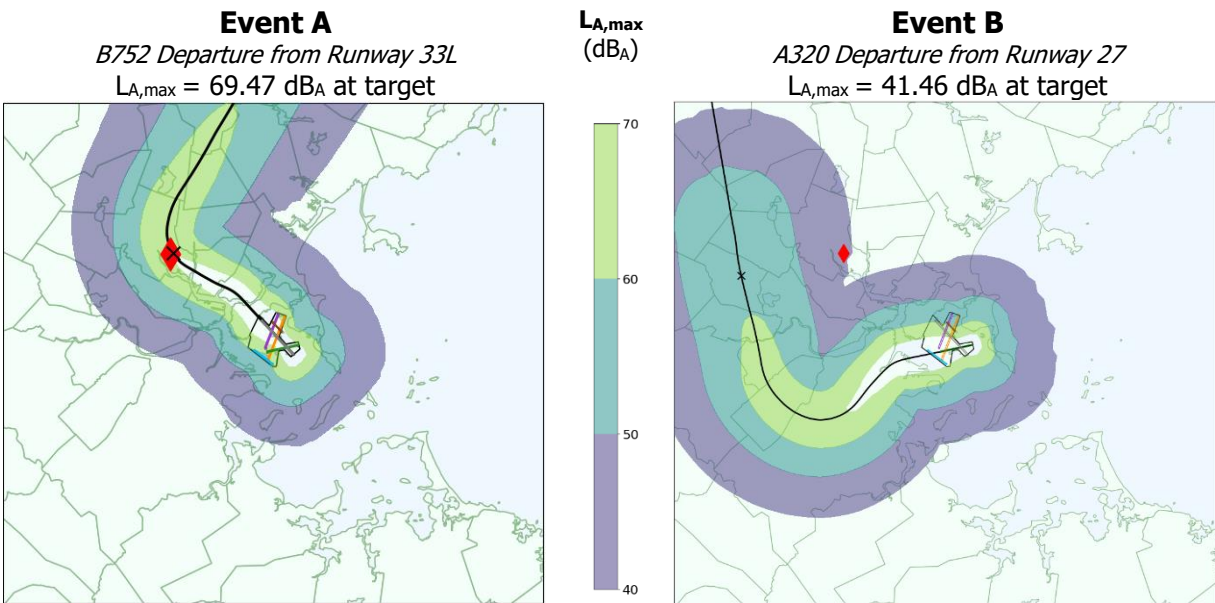 Event A
B752 Departure from Runway 33L
LA,max = 69.47 dBA at target
LA,max
(dBA)
70
60
50
40
Event B
A320 Departure from Runway 27
LA,max = 41.46 dBA at target